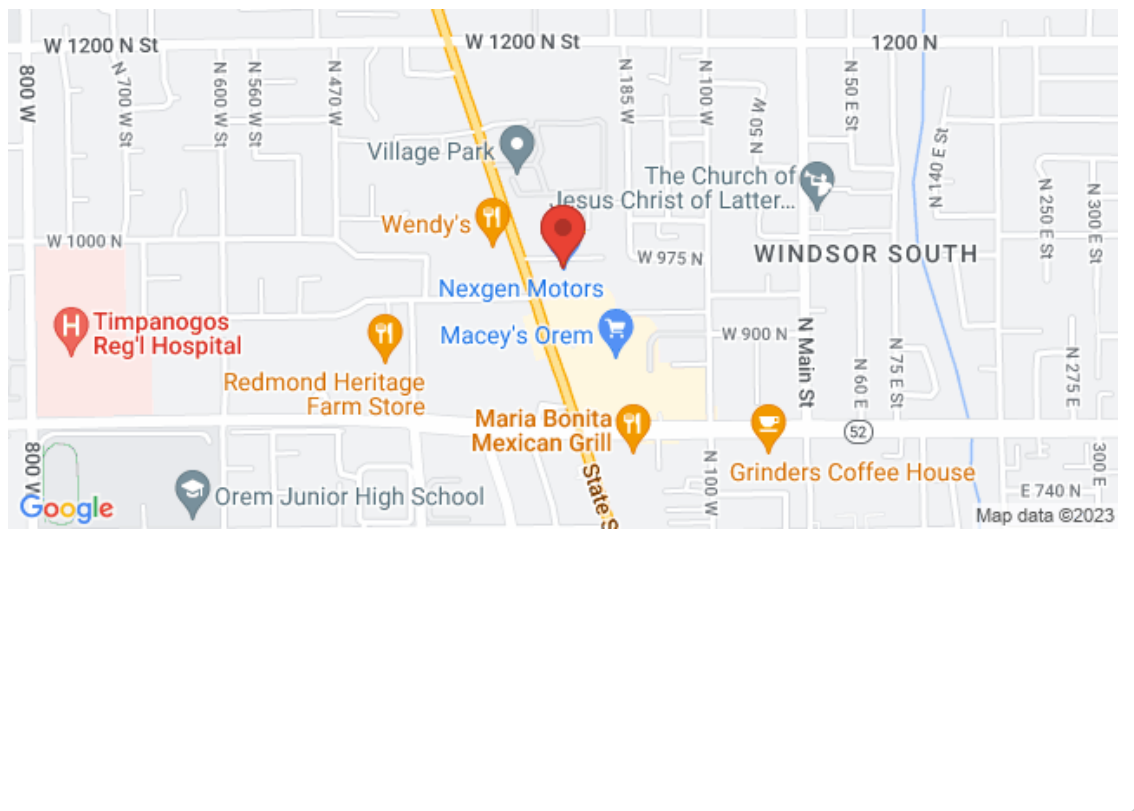 W 1200 N St
W 1200 N St
1200 N
800 W
N 700 W St
N 600 W St
N 560 W St
N 470 W
N 185 W
N 100 W
N 50 W
N 50 E St
N 140 E St
N 250 E St
N 300 E St
Village Park
The Church of
Jesus Christ of Latter...
Wendy's
W 1000 N
W 975 N
WINDSOR SOUTH
Nexgen Motors
Timpanogos
Reg'l Hospital
Macey's Orem
W 900 N
N Main St
N 60 E
N 75 E St
N 275 E
Redmond Heritage
Farm Store
Maria Bonita
Mexican Grill
52
Grinders Coffee House
800 W
Orem Junior High School
State S
N 100 W
300 E
E 740 N
Google
Map data ©2023